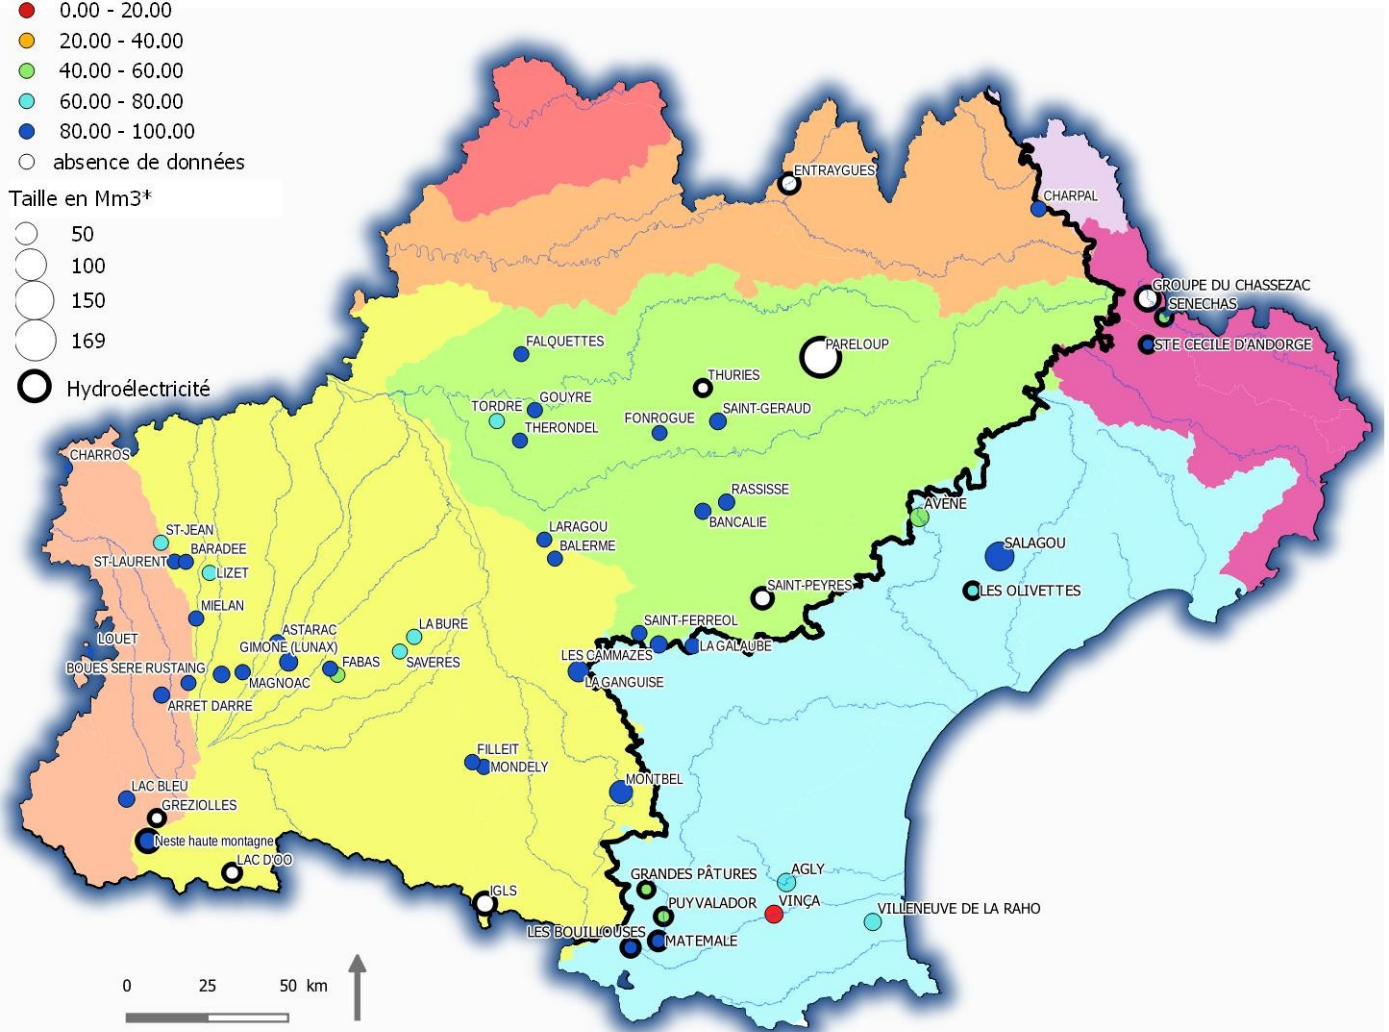 0.00 - 20.00
20.00 - 40.00
40.00 - 60.00
60.00 - 80.00
80.00 - 100.00
absence de données
Taille en Mm3*
50
100
150
169
Hydroélectricité
ENTRAYGUES
CHARPAL
GROUPE DU CHASSEZAC
SENECHAS
STE CECILE D'ANDORGE
FALQUETTES
PARELOUP
THURIES
GOUYRE
TORDRE
SAINT-GERAUD
FONROGUE
THERONDEL
CHARROS
RASSISSE
AVÈNE
BANCALIE
ST-JEAN
LARAGOU
SALAGOU
BALERME
BARADEE
ST-LAURENT
LIZET
SAINT-PEYRES
LES OLIVETTES
MIELAN
SAINT-FERREOL
LA BURE
ASTARAC
LOUET
GIMONE (LUNAX)
LA GALAUBE
LES CAMMAZES
SAVERES
FABAS
BOUES SERE RUSTAING
MAGNOAC
LA GANGUISE
ARRET DARRE
FILLEIT
MONDELY
MONTBEL
LAC BLEU
GREZIOLLES
Neste haute montagne
LAC D'OO
AGLY
GRANDES PÂTURES
IGLS
PUYVALADOR
VINÇA
VILLENEUVE DE LA RAHO
LES BOUILLOUSES
MATEMALE
0 25 50 km